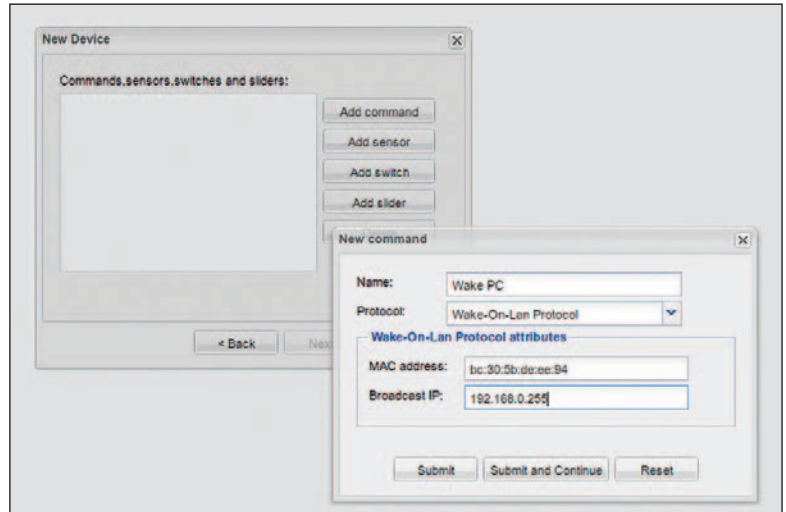 New Device
Commands,sensors,switches and sliders:
Add command
Add sensor
Add switch
Add slider
< Back
New command
Name: Wake PC
Protocol: Wake-On-Lan Protocol
Wake-On-Lan Protocol attributes
MAC address: bc:30:5b:de:ee:94
Broadcast IP: 192.168.0.255
Submit
Submit and Continue
Reset